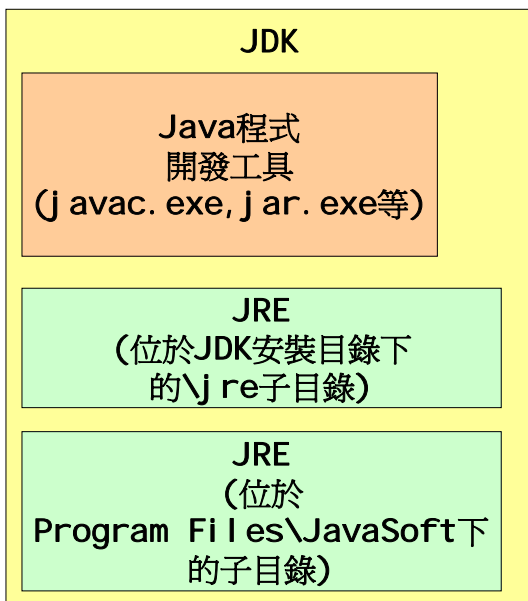 JDK
Java程式
開發工具
(javac.exe,jar.exe等)
JRE
(位於JDK安裝目錄下
的\jre子目錄)
JRE
(位於
Program Files\JavaSoft下
的子目錄)